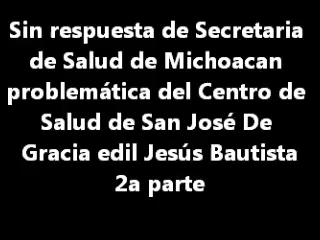 Sin respuesta de Secretaria
de Salud de Michoacan
problemática del Centro de
Salud de San José De
Gracia edil Jesús Bautista
2a parte